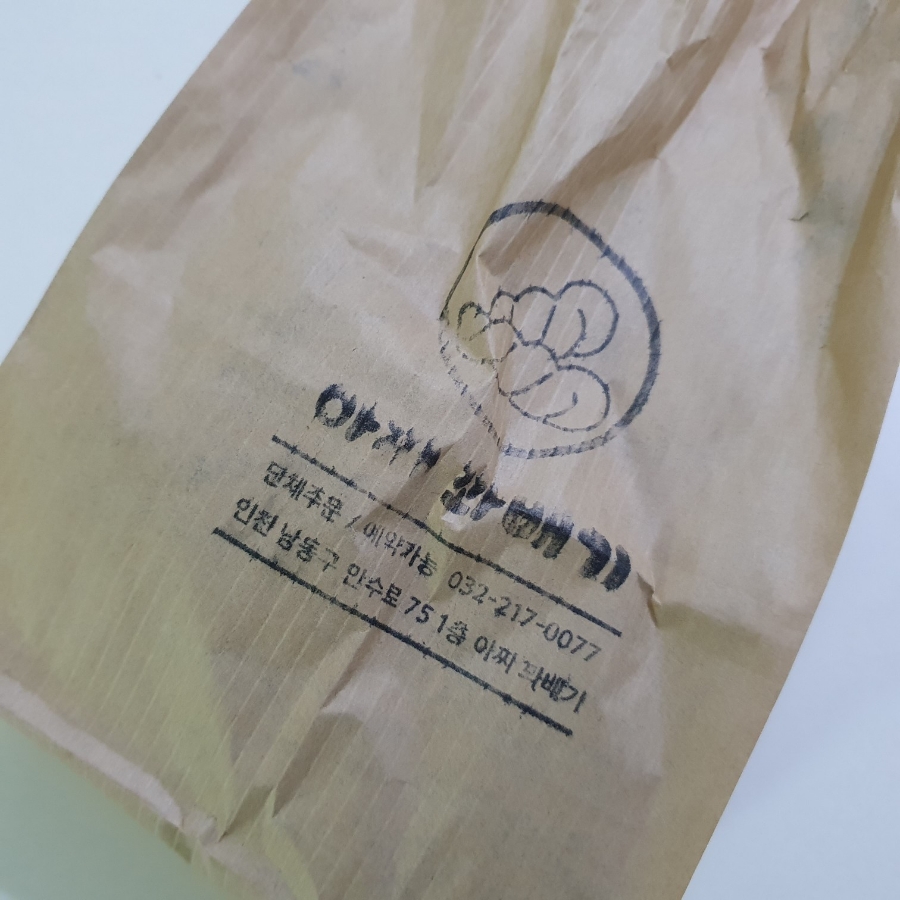 아찌 꽈배기
단체주문 / 예약가능 032-217-0077
인천 남동구 인수로 75 1층 아찌 꽈배기